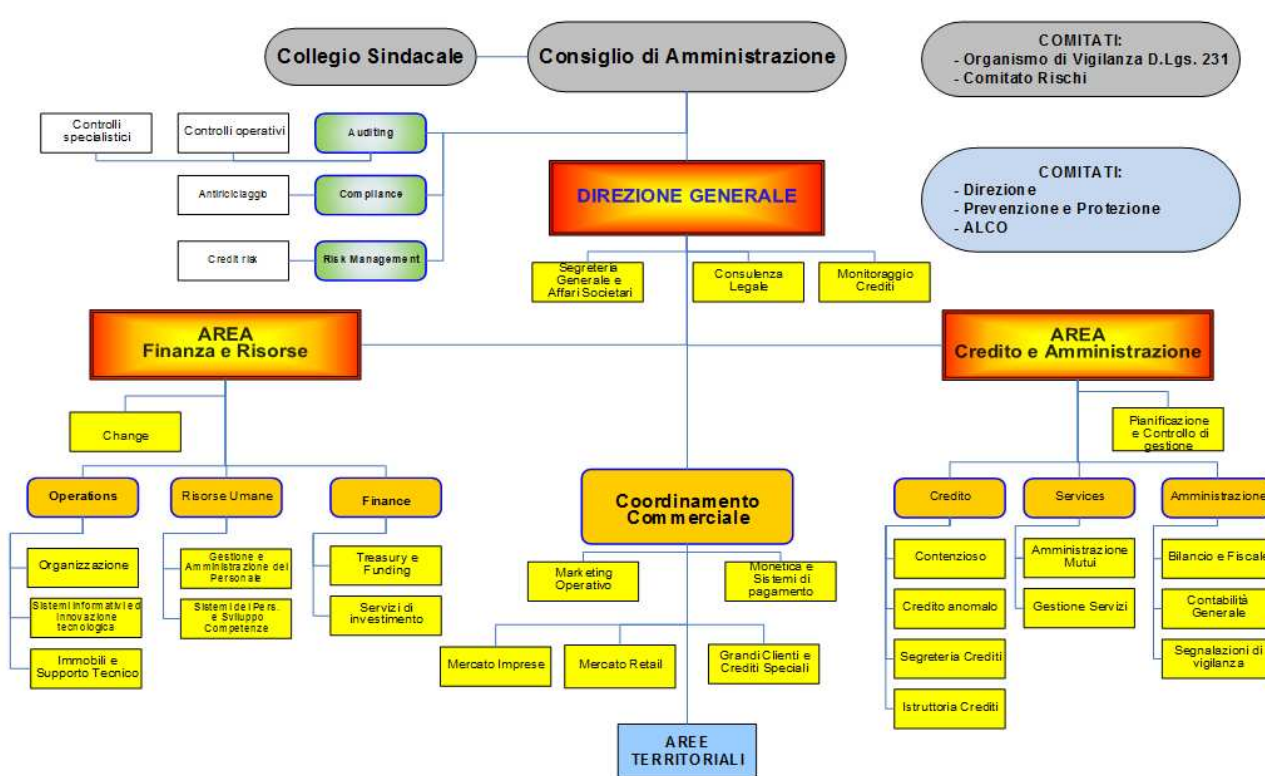 Collegio Sindacale
Consiglio di Amministrazione
COMITATI:
- Organismo di Vigilanza D.Lgs. 231
- Comitato Rischi
Controlli
specialistici
Controlli operativi
Auditing
Antiriciclaggio
Compliance
Credit risk
Risk Management
COMITATI:
- Direzione
- Prevenzione e Protezione
- ALCO
DIREZIONE GENERALE
Segreteria
Generale e
Affari Societari
Consulenza
Legale
Monitoraggio
Crediti
AREA
Finanza e Risorse
AREA
Credito e Amministrazione
Change
Pianificazione
e Controllo di
gestione
Operations
Risorse Umane
Finance
Coordinamento
Commerciale
Credito
Services
Amministrazione
Organizzazione
Sistemi Informativi ed
Innovazione
tecnologica
Immobili e
Supporto Tecnico
Gestione e
Amministrazione del
Personale
Sistemi dei Pers.
e Sviluppo
Competenze
Treasury e
Funding
Servizi di
investimento
Marketing
Operativo
Monetica e
Sistemi di
pagamento
Mercato Imprese
Mercato Retail
Grandi Clienti e
Crediti Speciali
Contenzioso
Credito anomalo
Segreteria Crediti
Istruttoria Crediti
Amministrazione
Mutui
Gestione Servizi
Bilancio e Fiscale
Contabilità
Generale
Segnalazioni di
vigilanza
AREE
TERRITORIALI